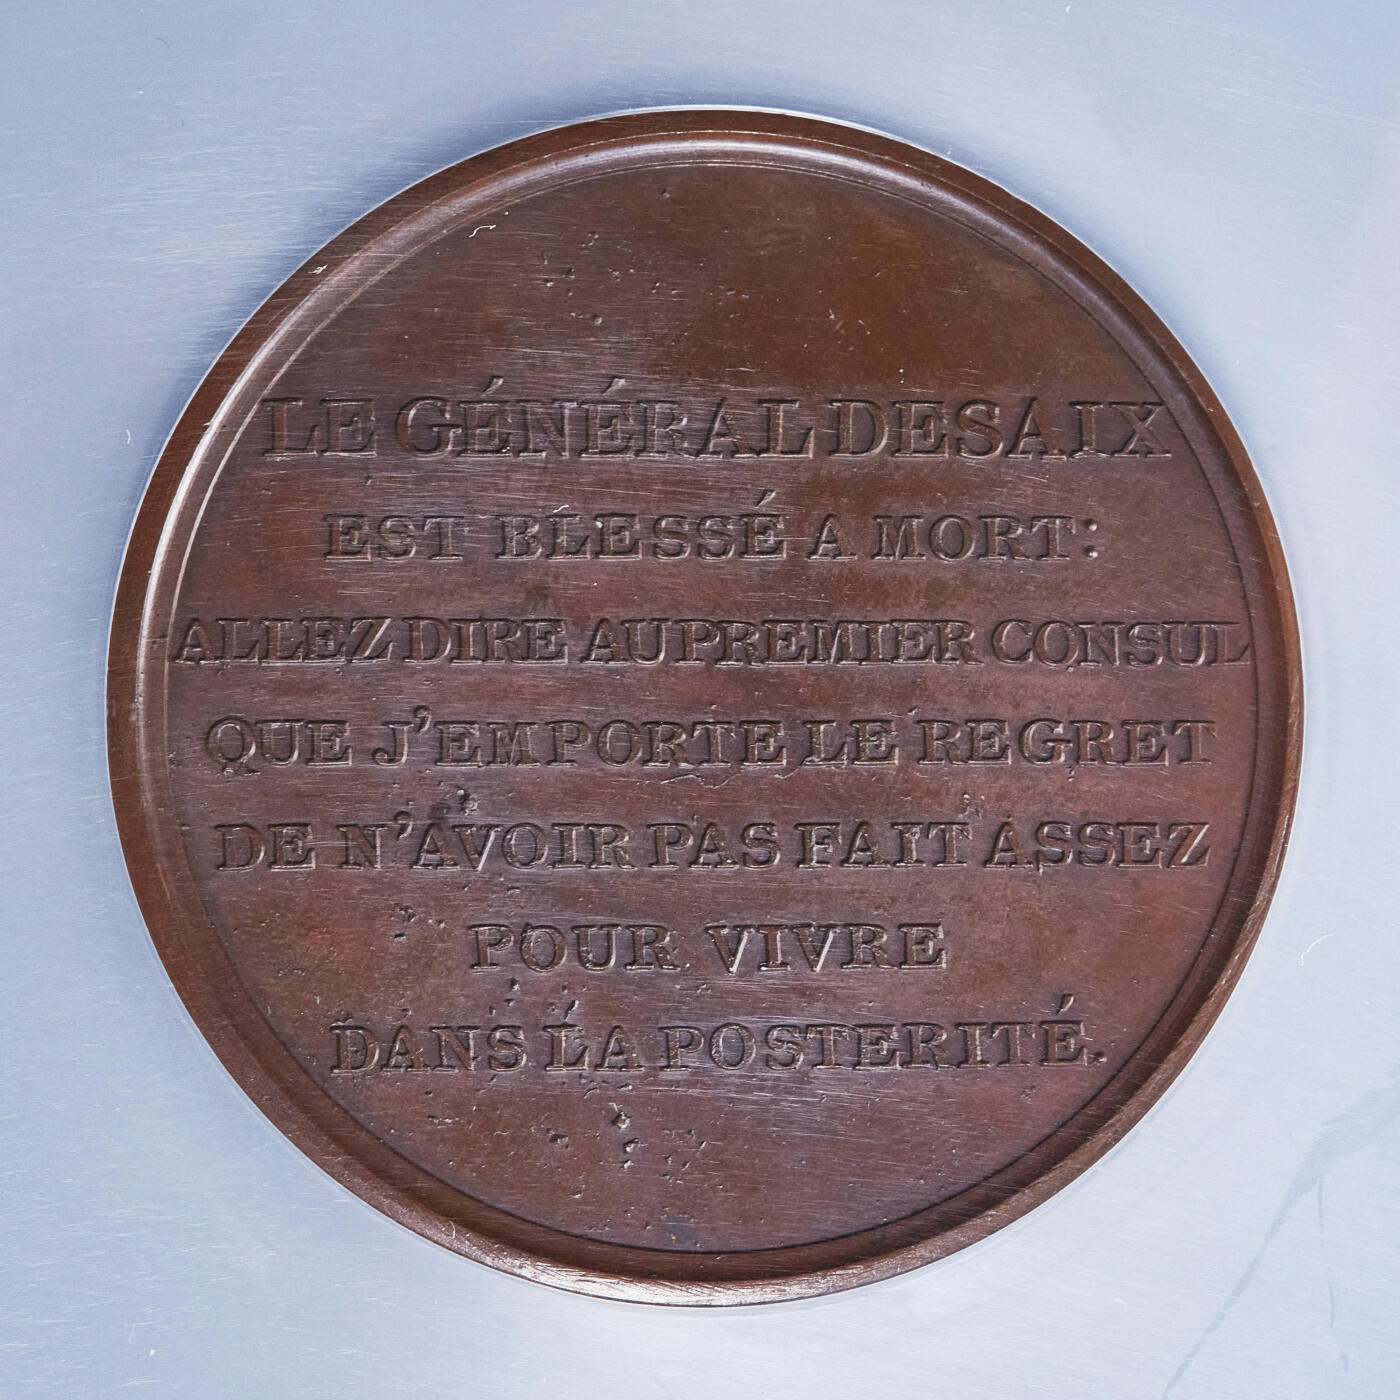 LE GÉNÉRAL DESAIX
EST BLESSÉ A MORT:
ALLEZ DIRE AU PREMIER CONSUL
QUE J'EMPORTE LE REGRET
DE N'AVOIR PAS FAIT ASSEZ
POUR VIVRE
DANS LA POSTERITÉ.